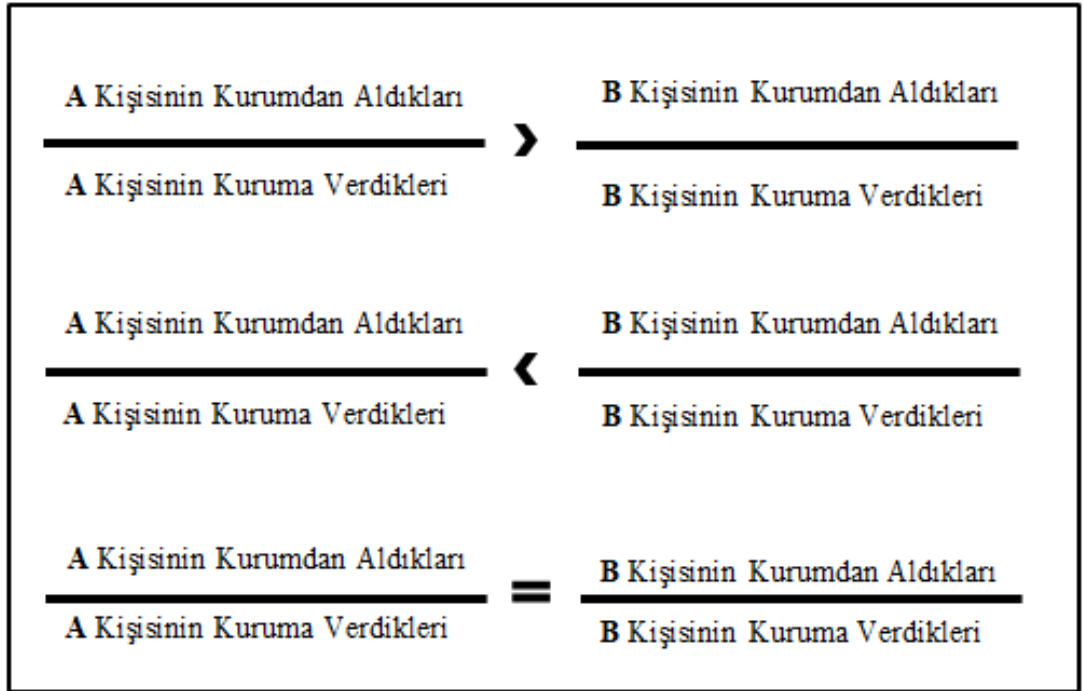 A Kişisinin Kurumdan Aldıkları
B Kişisinin Kurumdan Aldıkları
>
A Kişisinin Kuruma Verdikleri
B Kişisinin Kuruma Verdikleri
A Kişisinin Kurumdan Aldıkları
B Kişisinin Kurumdan Aldıkları
<
A Kişisinin Kuruma Verdikleri
B Kişisinin Kuruma Verdikleri
A Kişisinin Kurumdan Aldıkları
B Kişisinin Kurumdan Aldıkları
=
A Kişisinin Kuruma Verdikleri
B Kişisinin Kuruma Verdikleri